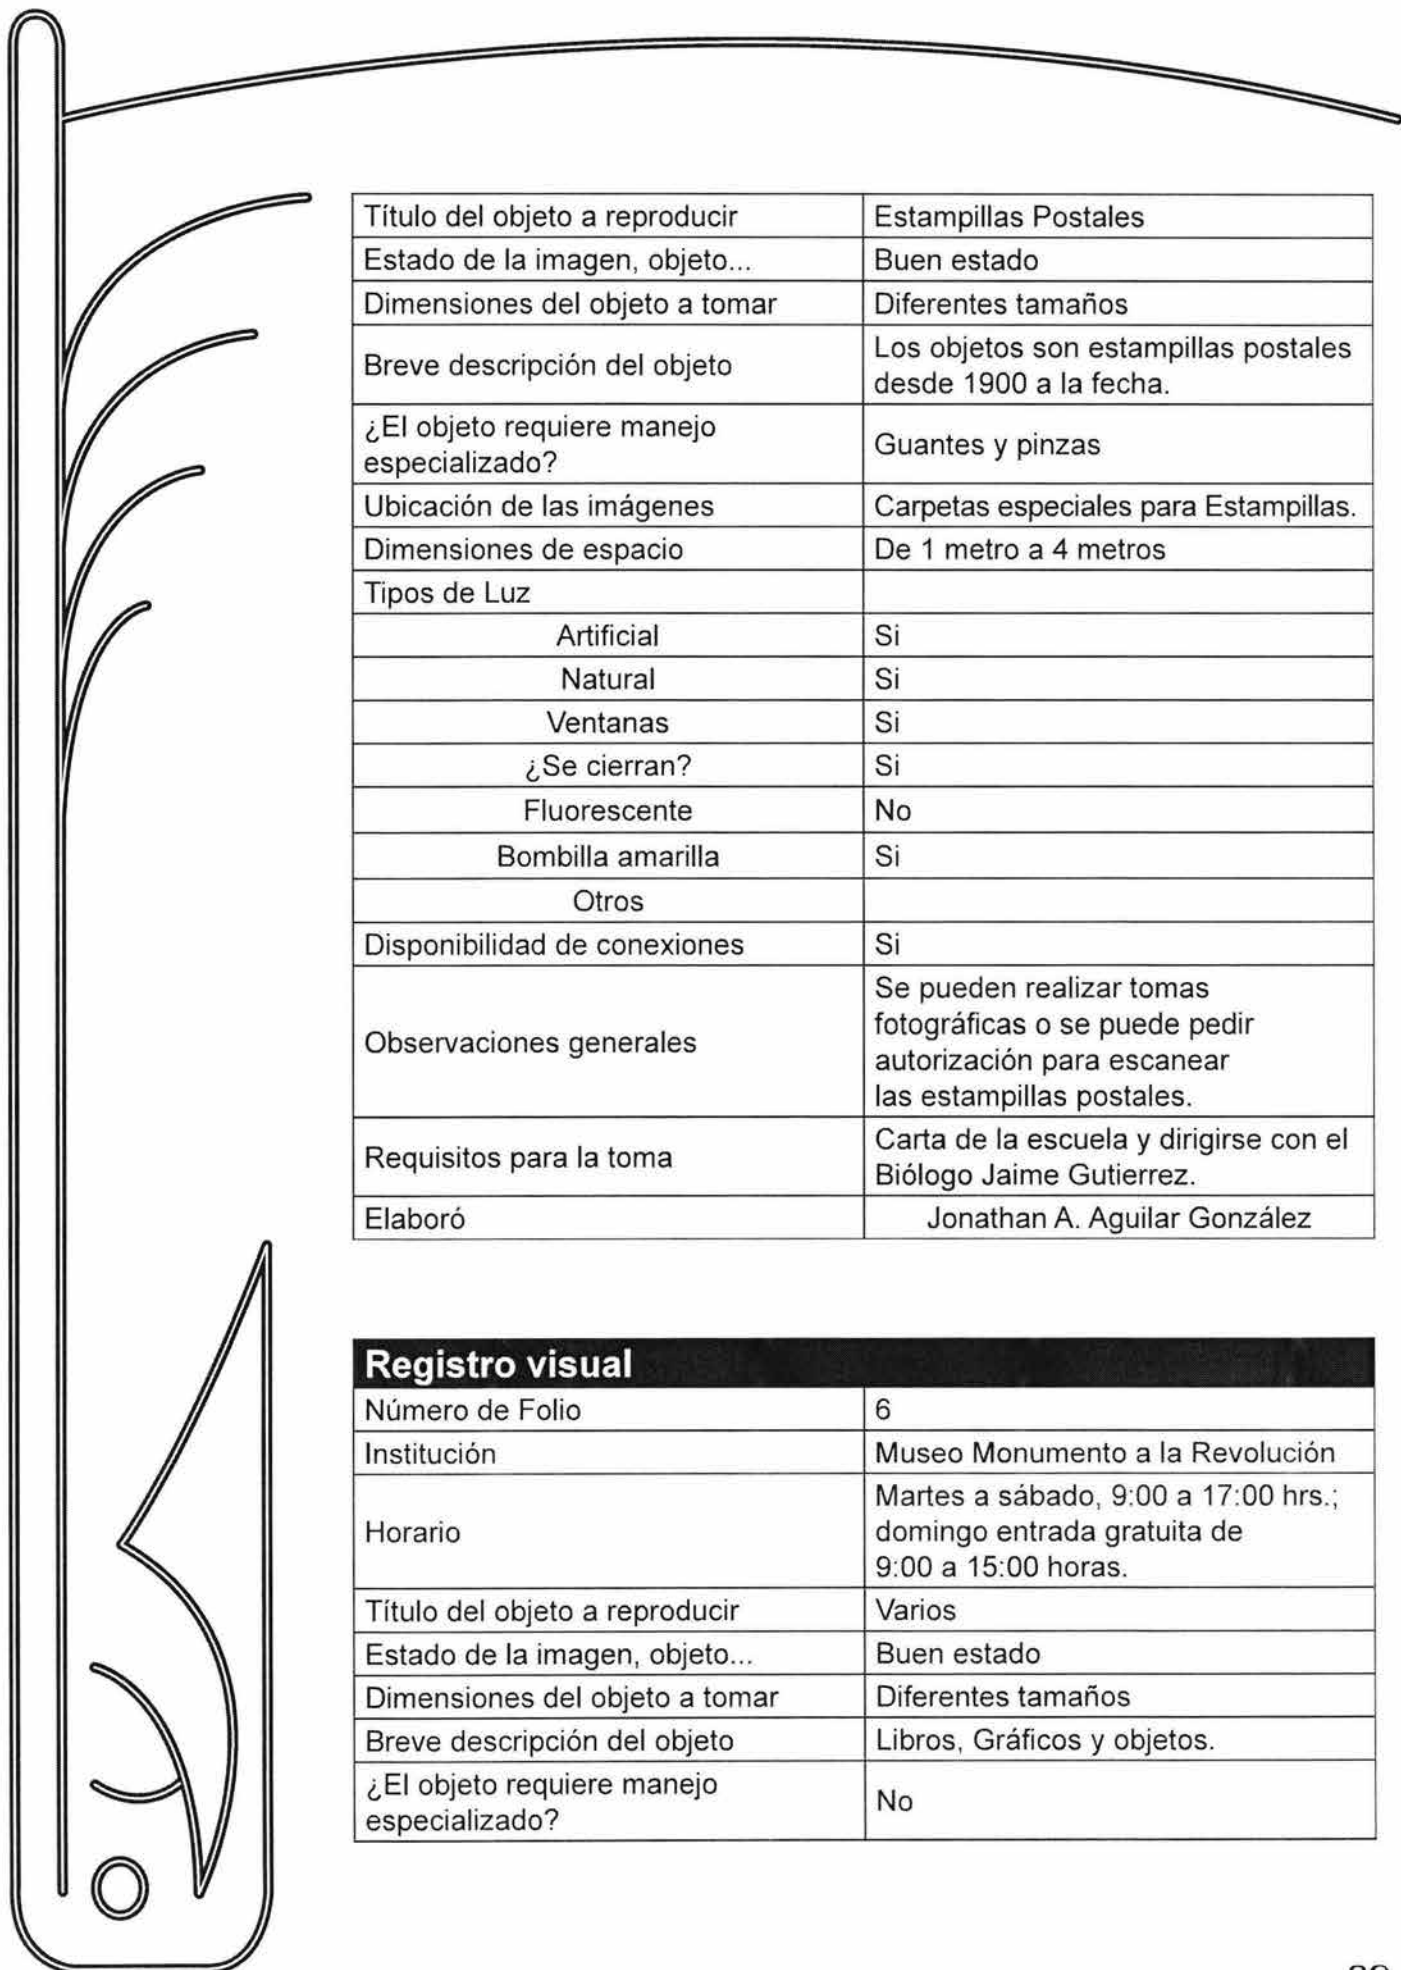 Título del objeto a reproducir Estampillas Postales
Estado de la imagen, objeto... Buen estado
Dimensiones del objeto a tomar Diferentes tamaños
Breve descripción del objeto Los objetos son estampillas postales
desde 1900 a la fecha.
¿El objeto requiere manejo
especializado? Guantes y pinzas
Ubicación de las imágenes Carpetas especiales para Estampillas.
Dimensiones de espacio De 1 metro a 4 metros
Tipos de Luz
Artificial Si
Natural Si
Ventanas Si
¿Se cierran? Si
Fluorescente No
Bombilla amarilla Si
Otros
Disponibilidad de conexiones Si
Observaciones generales Se pueden realizar tomas
fotográficas o se puede pedir
autorización para escanear
las estampillas postales.
Requisitos para la toma Carta de la escuela y dirigirse con el
Biólogo Jaime Gutierrez.
Elaboró Jonathan A. Aguilar González
Registro visual
Número de Folio 6
Institución Museo Monumento a la Revolución
Horario Martes a sábado, 9:00 a 17:00 hrs.;
domingo entrada gratuita de
9:00 a 15:00 horas.
Título del objeto a reproducir Varios
Estado de la imagen, objeto... Buen estado
Dimensiones del objeto a tomar Diferentes tamaños
Breve descripción del objeto Libros, Gráficos y objetos.
¿El objeto requiere manejo
especializado? No